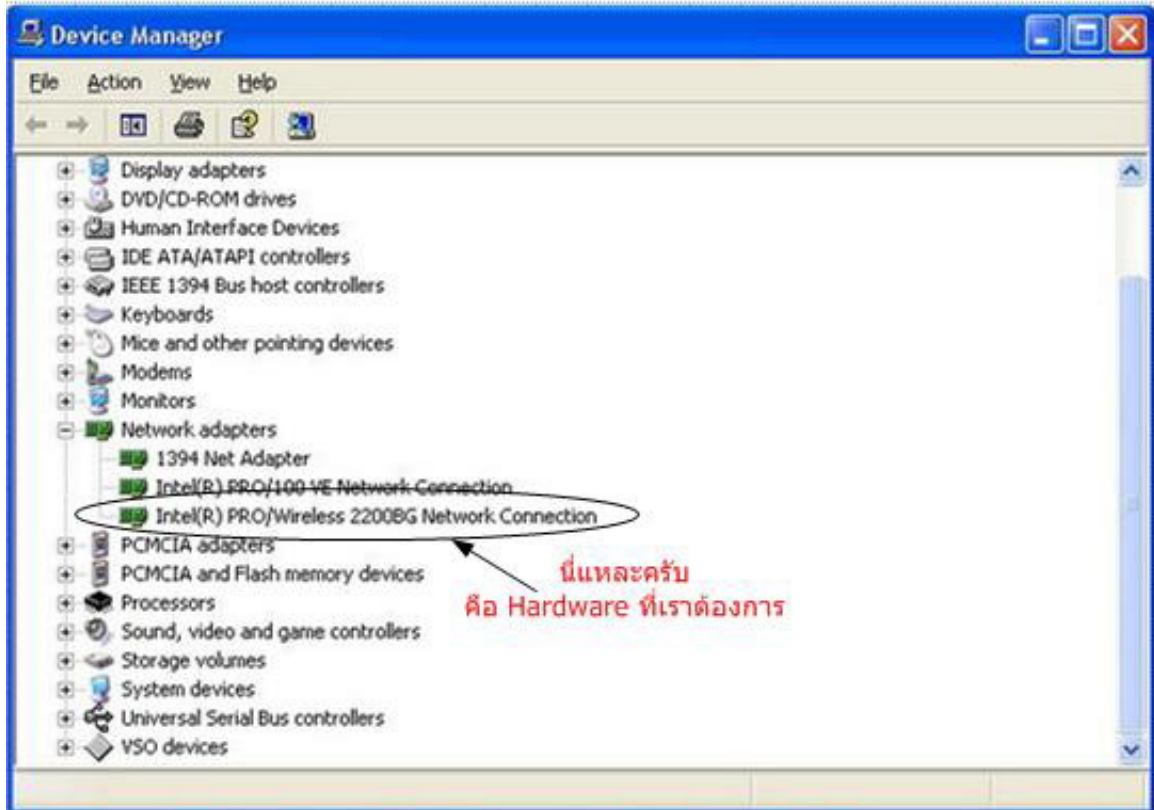 Device Manager
File Action View Help
Display adapters
DVD/CD-ROM drives
Human Interface Devices
IDE ATA/ATAPI controllers
IEEE 1394 Bus host controllers
Keyboards
Mice and other pointing devices
Modems
Monitors
Network adapters
1394 Net Adapter
Intel(R) PRO/100 VE Network Connection
Intel(R) PRO/Wireless 2200BG Network Connection
PCMCIA adapters
PCMCIA and Flash memory devices
Processors
Sound, video and game controllers
Storage volumes
System devices
Universal Serial Bus controllers
VSO devices
นี่แหละครับ
คือ Hardware ที่เราต้องการ